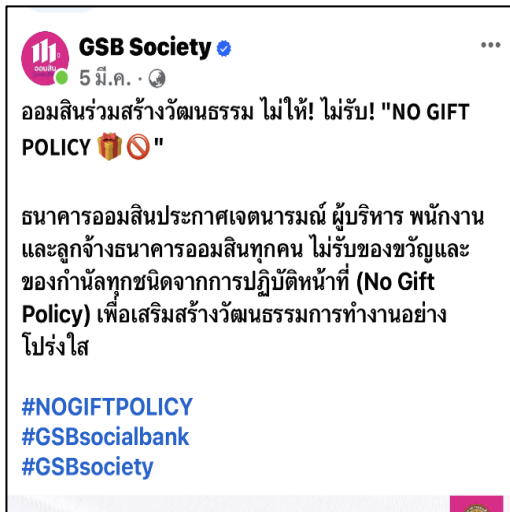 GSB Society
ออมสิน
5 มี.ค. ·
ออมสินร่วมสร้างวัฒนธรรม ไม่ให้! ไม่รับ! "NO GIFT
POLICY 🎁🚫"
ธนาคารออมสินประกาศเจตนารมณ์ ผู้บริหาร พนักงาน
และลูกจ้างธนาคารออมสินทุกคน ไม่รับของขวัญและ
ของกำนัลทุกชนิดจากการปฏิบัติหน้าที่ (No Gift
Policy) เพื่อเสริมสร้างวัฒนธรรมการทำงานอย่าง
โปร่งใส
#NOGIFTPOLICY
#GSBsocialbank
#GSBsociety